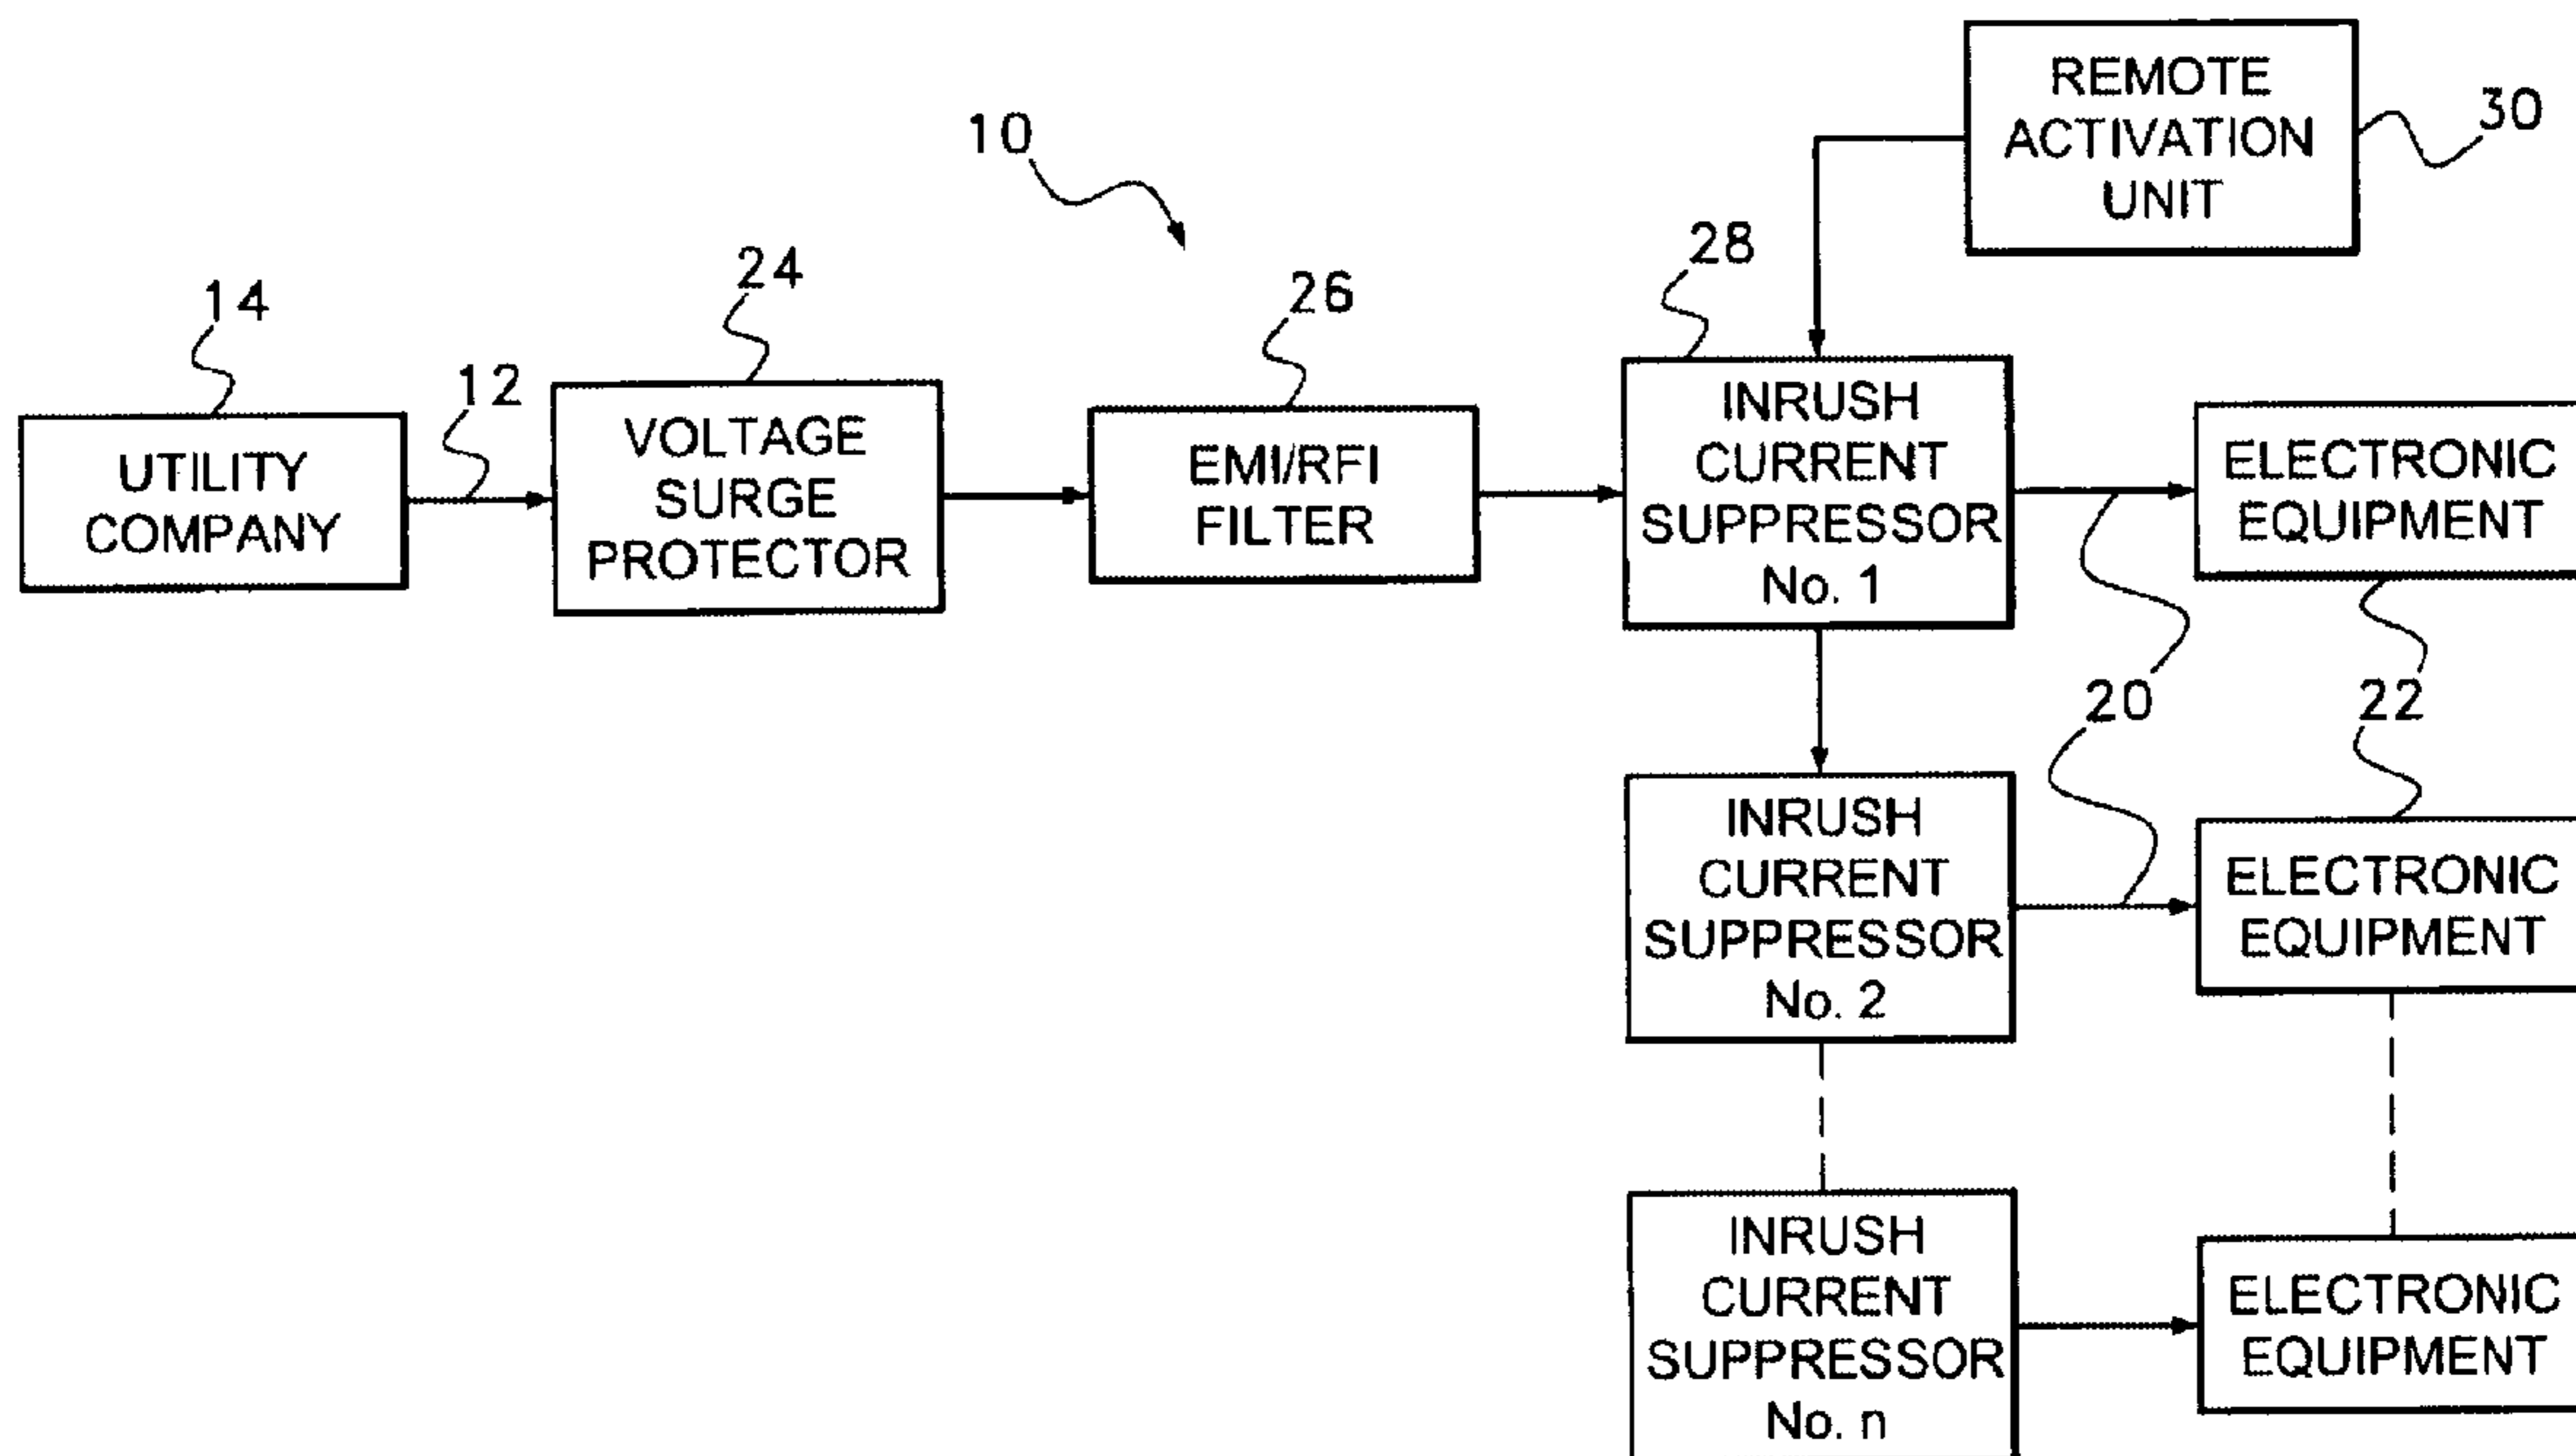 REMOTE
ACTIVATION
UNIT
30
10
28
24
26
14
12
UTILITY
COMPANY
VOLTAGE
SURGE
PROTECTOR
EMI/RFI
FILTER
INRUSH
CURRENT
SUPPRESSOR
No. 1
ELECTRONIC
EQUIPMENT
20
22
INRUSH
CURRENT
SUPPRESSOR
No. 2
ELECTRONIC
EQUIPMENT
INRUSH
CURRENT
SUPPRESSOR
No. n
ELECTRONIC
EQUIPMENT